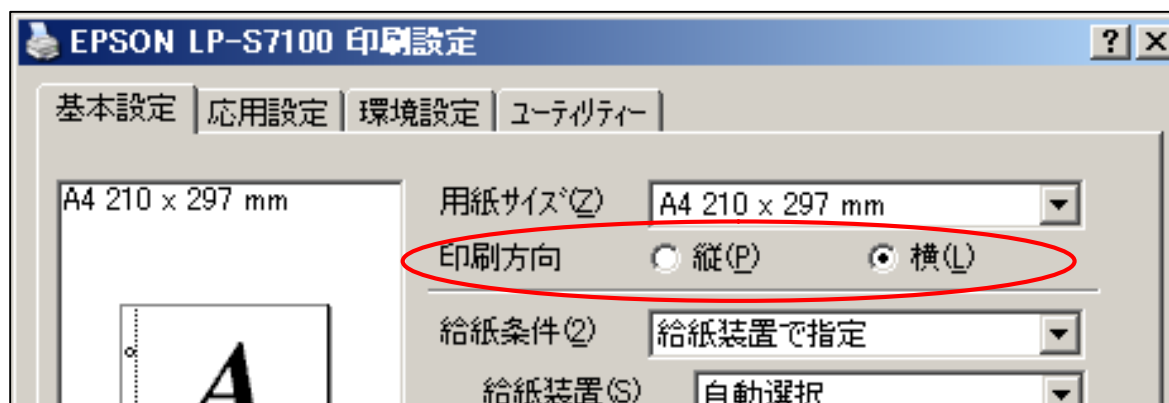 EPSON LP-S7100 印刷設定
基本設定 応用設定 環境設定 ユーティリティー
A4 210 x 297 mm
用紙サイズ(Z) A4 210 x 297 mm
印刷方向 縦(P) 横(L)
給紙条件(2) 給紙装置で指定
給紙装置(S) 自動選択
A